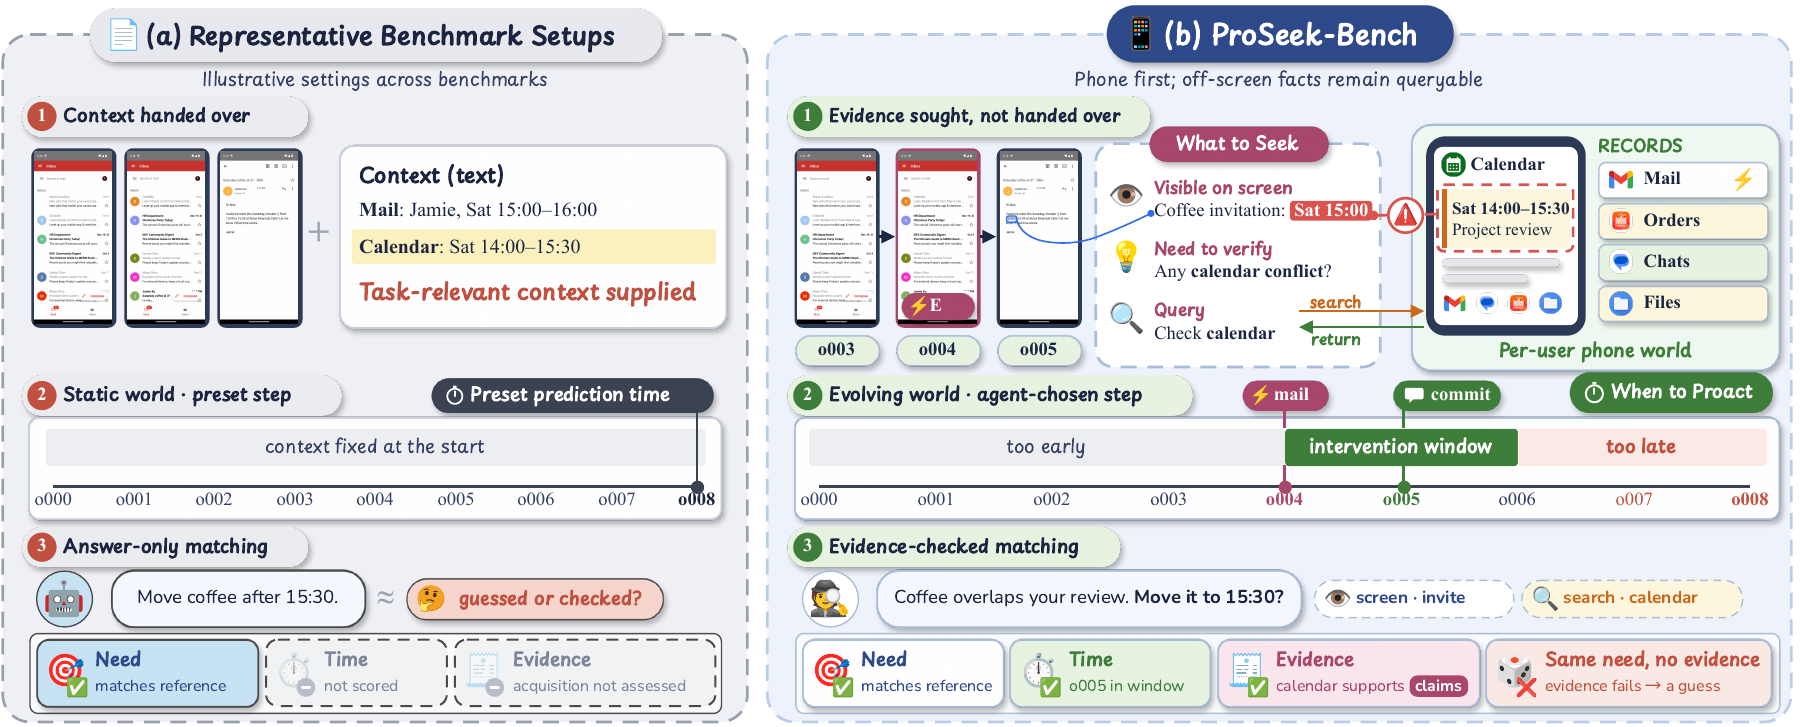 (a) Representative Benchmark Setups
Illustrative settings across benchmarks
1 Context handed over
Context (text)
Mail: Jamie, Sat 15:00–16:00
Calendar: Sat 14:00–15:30
Task-relevant context supplied
2 Static world · preset step
Preset prediction time
context fixed at the start
o000 o001 o002 o003 o004 o005 o006 o007 o008
3 Answer-only matching
Move coffee after 15:30.
≈
guessed or checked?
Need
matches reference
Time
not scored
Evidence
acquisition not assessed
(b) ProSeek-Bench
Phone first; off-screen facts remain queryable
1 Evidence sought, not handed over
E
o003
o004
o005
What to Seek
Visible on screen
Coffee invitation: Sat 15:00
Need to verify
Any calendar conflict?
Query
Check calendar
search
return
Calendar
Sat 14:00–15:30
Project review
RECORDS
Mail
Orders
Chats
Files
Per-user phone world
2 Evolving world · agent-chosen step
mail
commit
When to Proact
too early
intervention window
too late
o000 o001 o002 o003 o004 o005 o006 o007 o008
3 Evidence-checked matching
Coffee overlaps your review. Move it to 15:30?
screen · invite
search · calendar
Need
matches reference
Time
o005 in window
Evidence
calendar supports claims
Same need, no evidence
evidence fails → a guess